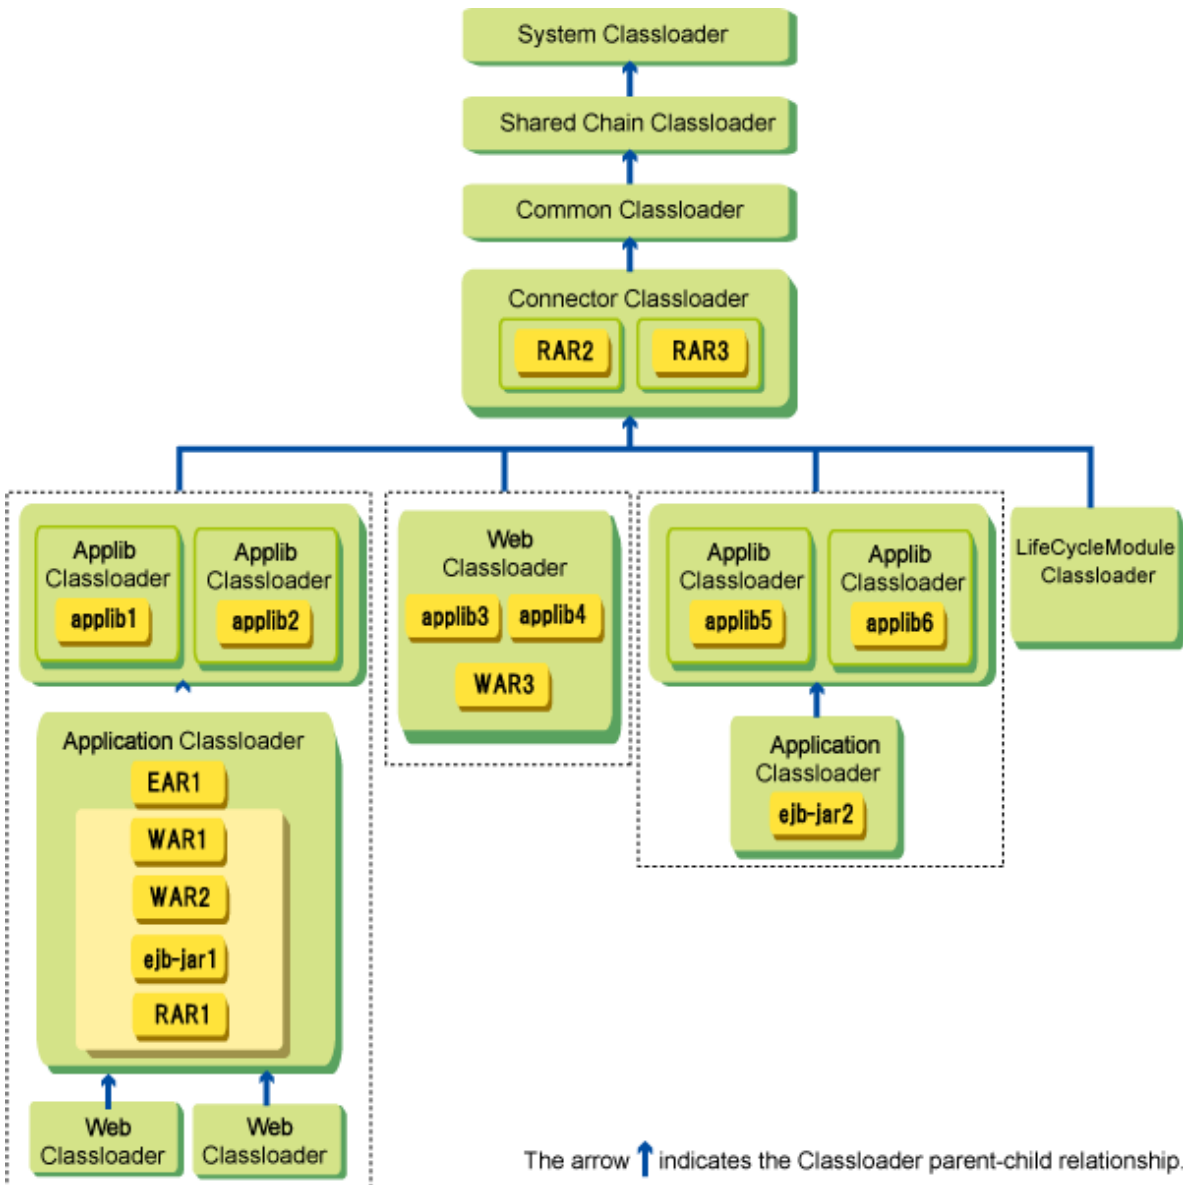 System Classloader
Shared Chain Classloader
Common Classloader
Connector Classloader
RAR2
RAR3
Applib
Classloader
applib1
Applib
Classloader
applib2
Application Classloader
EAR1
WAR1
WAR2
ejb-jar1
RAR1
Web
Classloader
Web
Classloader
Web
Classloader
applib3
applib4
WAR3
Applib
Classloader
applib5
Applib
Classloader
applib6
Application
Classloader
ejb-jar2
LifeCycleModule
Classloader
The arrow indicates the Classloader parent-child relationship.